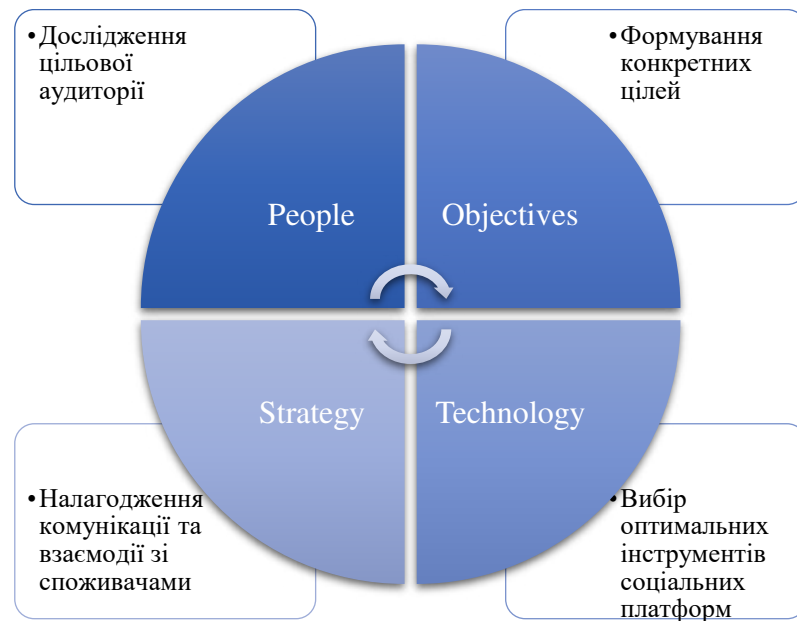 •Дослідження
цільової
аудиторії
•Формування
конкретних
цілей
People
Objectives
Strategy
Technology
•Налагодження
комунікації та
взаємодії зі
споживачами
•Вибір
оптимальних
інструментів
соціальних
платформ